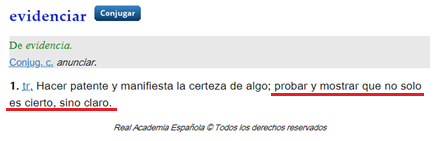 evidenciar Conjugar
De evidencia.
Conjug. c. anunciar.
1. tr. Hacer patente y manifiesta la certeza de algo; probar y mostrar que no solo
es cierto, sino claro.
Real Academia Española © Todos los derechos reservados